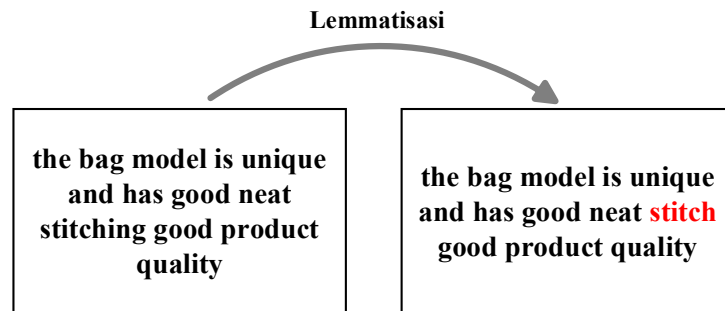 Lemmatisasi
the bag model is unique
and has good neat
stitching good product
quality
the bag model is unique
and has good neat stitch
good product quality